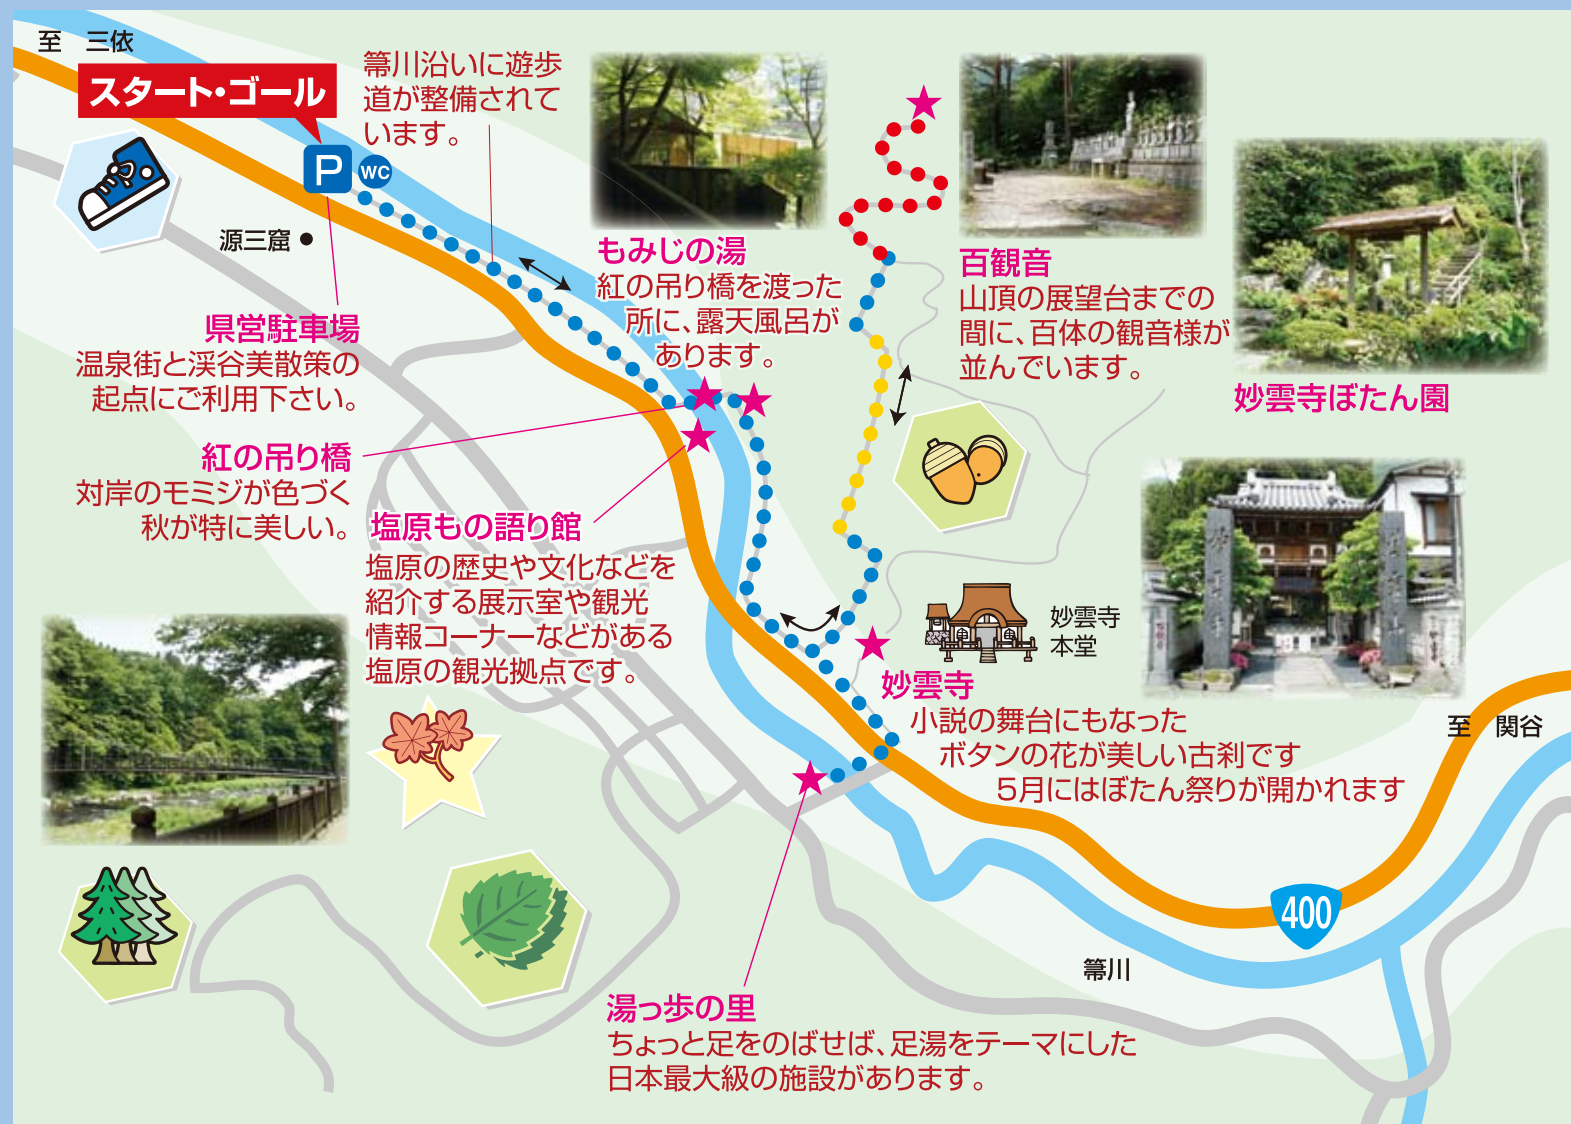 至 三依
スタート・ゴール
P
WC
箒川沿いに遊歩
道が整備されて
います。
源三窟
県営駐車場
温泉街と渓谷美散策の
起点にご利用下さい。
紅の吊り橋
対岸のモミジが色づく
秋が特に美しい。
もみじの湯
紅の吊り橋を渡った
所に、露天風呂が
あります。
百観音
山頂の展望台までの
間に、百体の観音様が
並んでいます。
妙雲寺ぼたん園
塩原もの語り館
塩原の歴史や文化などを
紹介する展示室や観光
情報コーナーなどがある
塩原の観光拠点です。
妙雲寺
本堂
妙雲寺
小説の舞台にもなった
ボタンの花が美しい古刹です
5月にはぼたん祭りが開かれます
至 関谷
400
箒川
湯っ歩の里
ちょっと足をのばせば、足湯をテーマにした
日本最大級の施設があります。